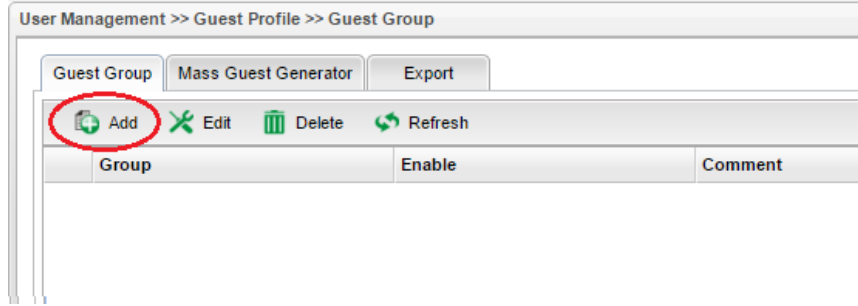 User Management >> Guest Profile >> Guest Group
Guest Group Mass Guest Generator Export
Add Edit Delete Refresh
Group Enable Comment